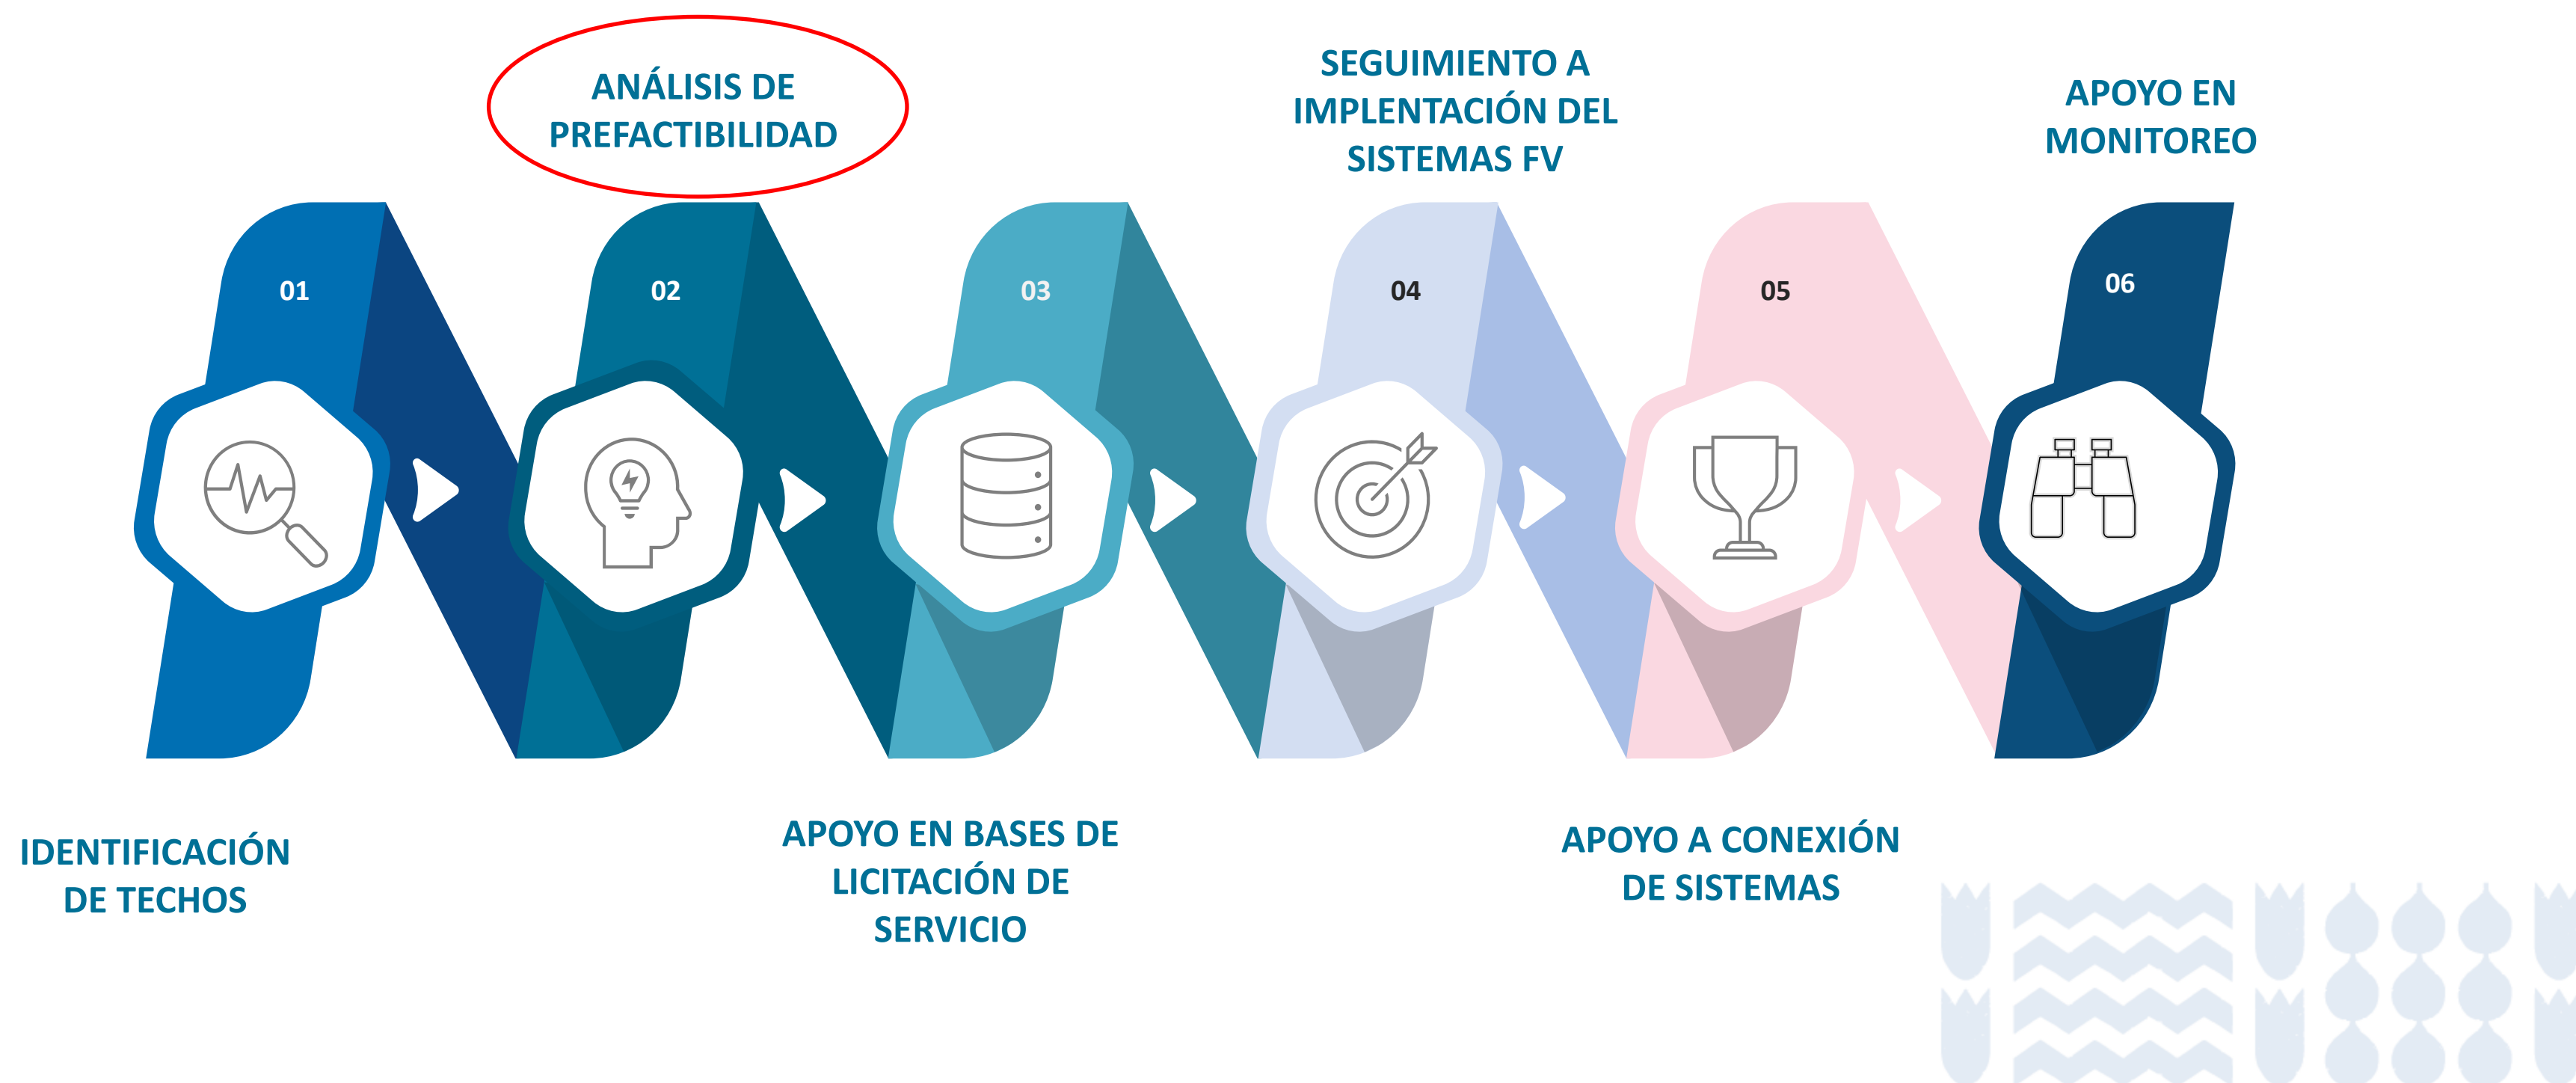 01
IDENTIFICACIÓN
DE TECHOS
ANÁLISIS DE
PREFACTIBILIDAD
02
03
APOYO EN BASES DE
LICITACIÓN DE
SERVICIO
SEGUIMIENTO A
IMPLENTACIÓN DEL
SISTEMAS FV
04
05
APOYO A CONEXIÓN
DE SISTEMAS
APOYO EN
MONITOREO
06